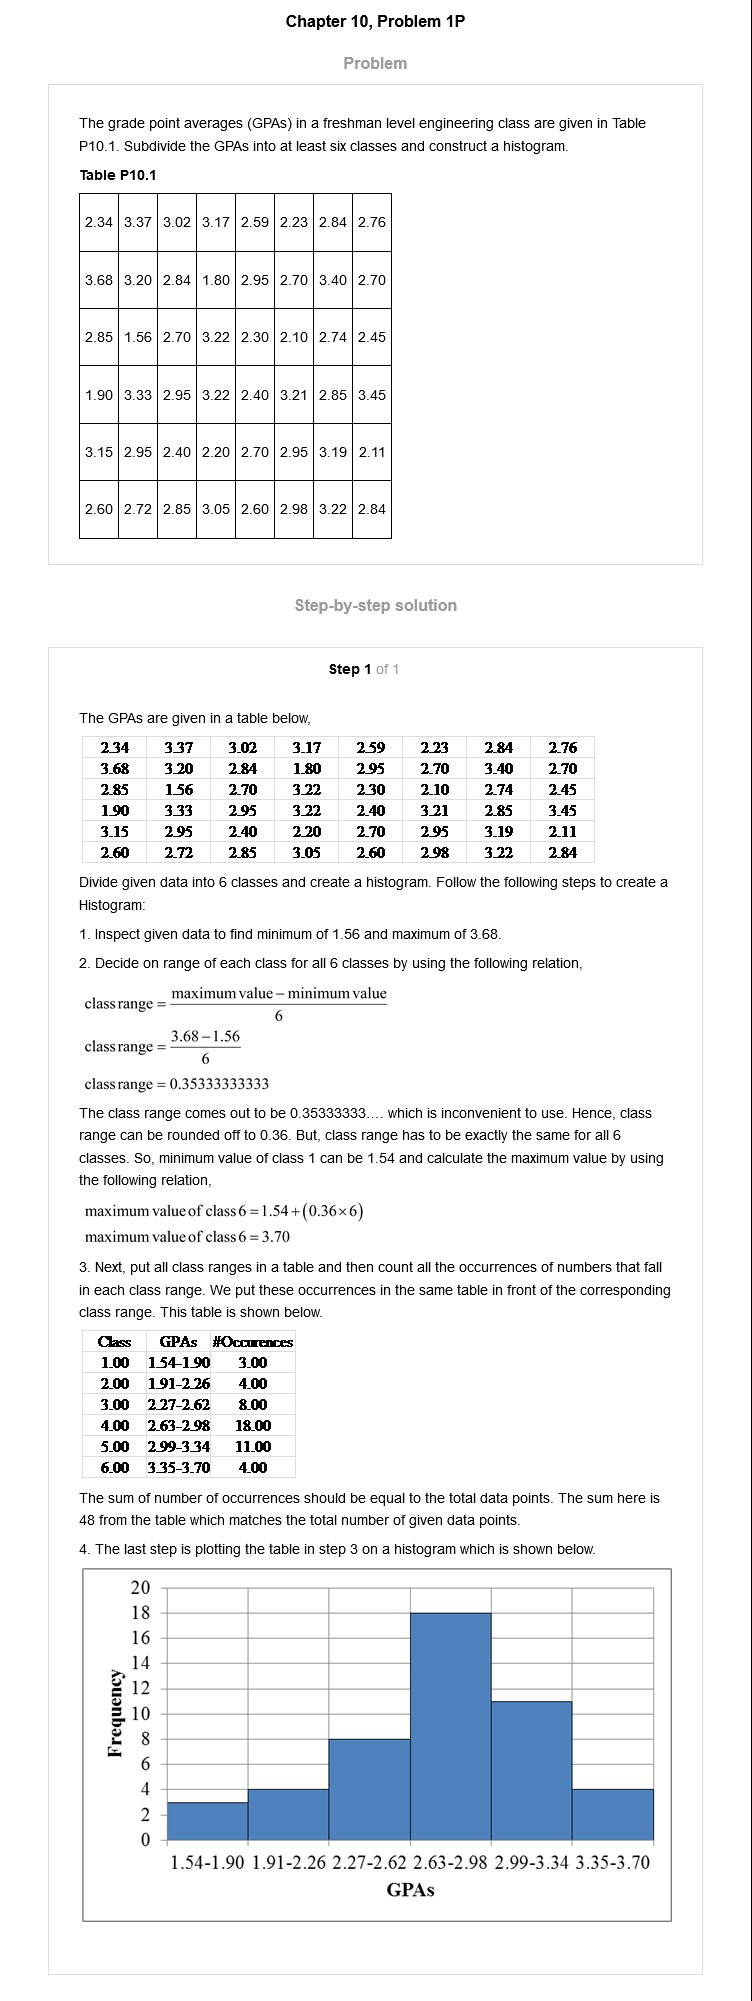 Chapter 10, Problem 1P
Problem
The grade point averages (GPAs) in a freshman level engineering class are given in Table
P10.1. Subdivide the GPAs into at least six classes and construct a histogram.
Table P10.1
2.34 3.37 3.02 3.17 2.59 2.23 2.84 2.76
3.68 3.20 2.84 1.80 2.95 2.70 3.40 2.70
2.85 1.56 2.70 3.22 2.30 2.10 2.74 2.45
1.90 3.33 2.95 3.22 2.40 3.21 2.85 3.45
3.15 2.95 2.40 2.20 2.70 2.95 3.19 2.11
2.60 2.72 2.85 3.05 2.60 2.98 3.22 2.84
Step-by-step solution
Step 1 of 1
The GPAs are given in a table below,
2.34 3.37 3.02 3.17 2.59 2.23 2.84 2.76
3.68 3.20 2.84 1.80 2.95 2.70 3.40 2.70
2.85 1.56 2.70 3.22 2.30 2.10 2.74 2.45
1.90 3.33 2.95 3.22 2.40 3.21 2.85 3.45
3.15 2.95 2.40 2.20 2.70 2.95 3.19 2.11
2.60 2.72 2.85 3.05 2.60 2.98 3.22 2.84
Divide given data into 6 classes and create a histogram. Follow the following steps to create a
Histogram:
1. Inspect given data to find minimum of 1.56 and maximum of 3.68.
2. Decide on range of each class for all 6 classes by using the following relation,
class range = maximum value − minimum value
6
class range = 3.68 − 1.56
6
class range = 0.35333333333
The class range comes out to be 0.35333333.... which is inconvenient to use. Hence, class
range can be rounded off to 0.36. But, class range has to be exactly the same for all 6
classes. So, minimum value of class 1 can be 1.54 and calculate the maximum value by using
the following relation,
maximum value of class 6 = 1.54 + (0.36×6)
maximum value of class 6 = 3.70
3. Next, put all class ranges in a table and then count all the occurrences of numbers that fall
in each class range. We put these occurrences in the same table in front of the corresponding
class range. This table is shown below.
Class GPAs #Occurences
1.00 1.54-1.90 3.00
2.00 1.91-2.26 4.00
3.00 2.27-2.62 8.00
4.00 2.63-2.98 18.00
5.00 2.99-3.34 11.00
6.00 3.35-3.70 4.00
The sum of number of occurrences should be equal to the total data points. The sum here is
48 from the table which matches the total number of given data points.
4. The last step is plotting the table in step 3 on a histogram which is shown below.
20
18
16
14
12
10
8
6
4
2
0
Frequency
1.54-1.90 1.91-2.26 2.27-2.62 2.63-2.98 2.99-3.34 3.35-3.70
GPAs